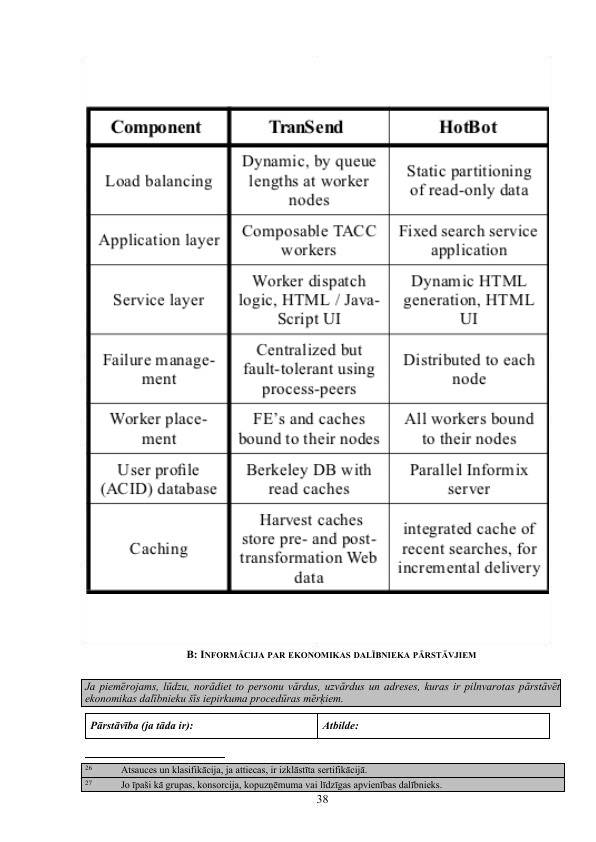 Component TranSend HotBot
Load balancing
Dynamic, by queue
lengths at worker
nodes
Static partitioning
of read-only data
Application layer
Composable TACC
workers
Fixed search service
application
Service layer
Worker dispatch
logic, HTML / Java-
Script UI
Dynamic HTML
generation, HTML
UI
Failure manage-
ment
Centralized but
fault-tolerant using
process-peers
Distributed to each
node
Worker place-
ment
FE's and caches
bound to their nodes
All workers bound
to their nodes
User profile
(ACID) database
Berkeley DB with
read caches
Parallel Informix
server
Caching
Harvest caches
store pre- and post-
transformation Web
data
integrated cache of
recent searches, for
incremental delivery
B: INFORMĀCIJA PAR EKONOMIKAS DALĪBNIEKA PĀRSTĀVJIEM
Ja piemērojams, lūdzu, norādiet to personu vārdus, uzvārdus un adreses, kuras ir pilnvarotas pārstāvēt
ekonomikas dalībnieku šīs iepirkuma procedūras mērķiem.
Pārstāvība (ja tāda ir): Atbilde:
26 Atsauces un klasifikācija, ja attiecas, ir izklāstīta sertifikācijā.
27 Jo īpaši kā grupas, konsorcija, kopuzņēmuma vai līdzīgas apvienības dalībnieks.
38